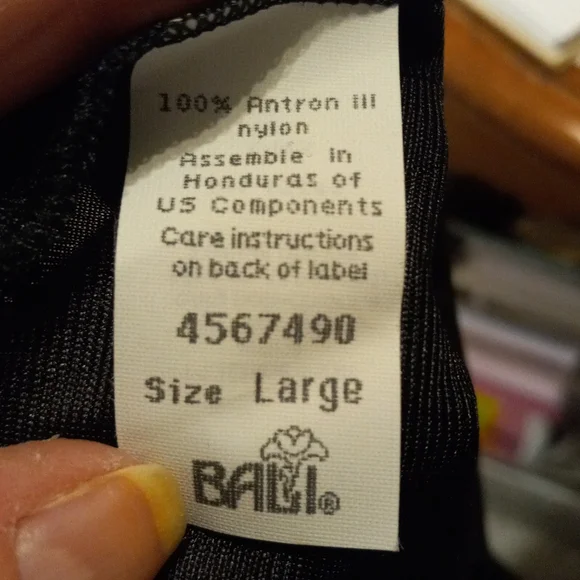 100% Antron III
nylon
Assemble in
Honduras of
US Components
Care instructions
on back of label
4567490
Size Large
BALI®